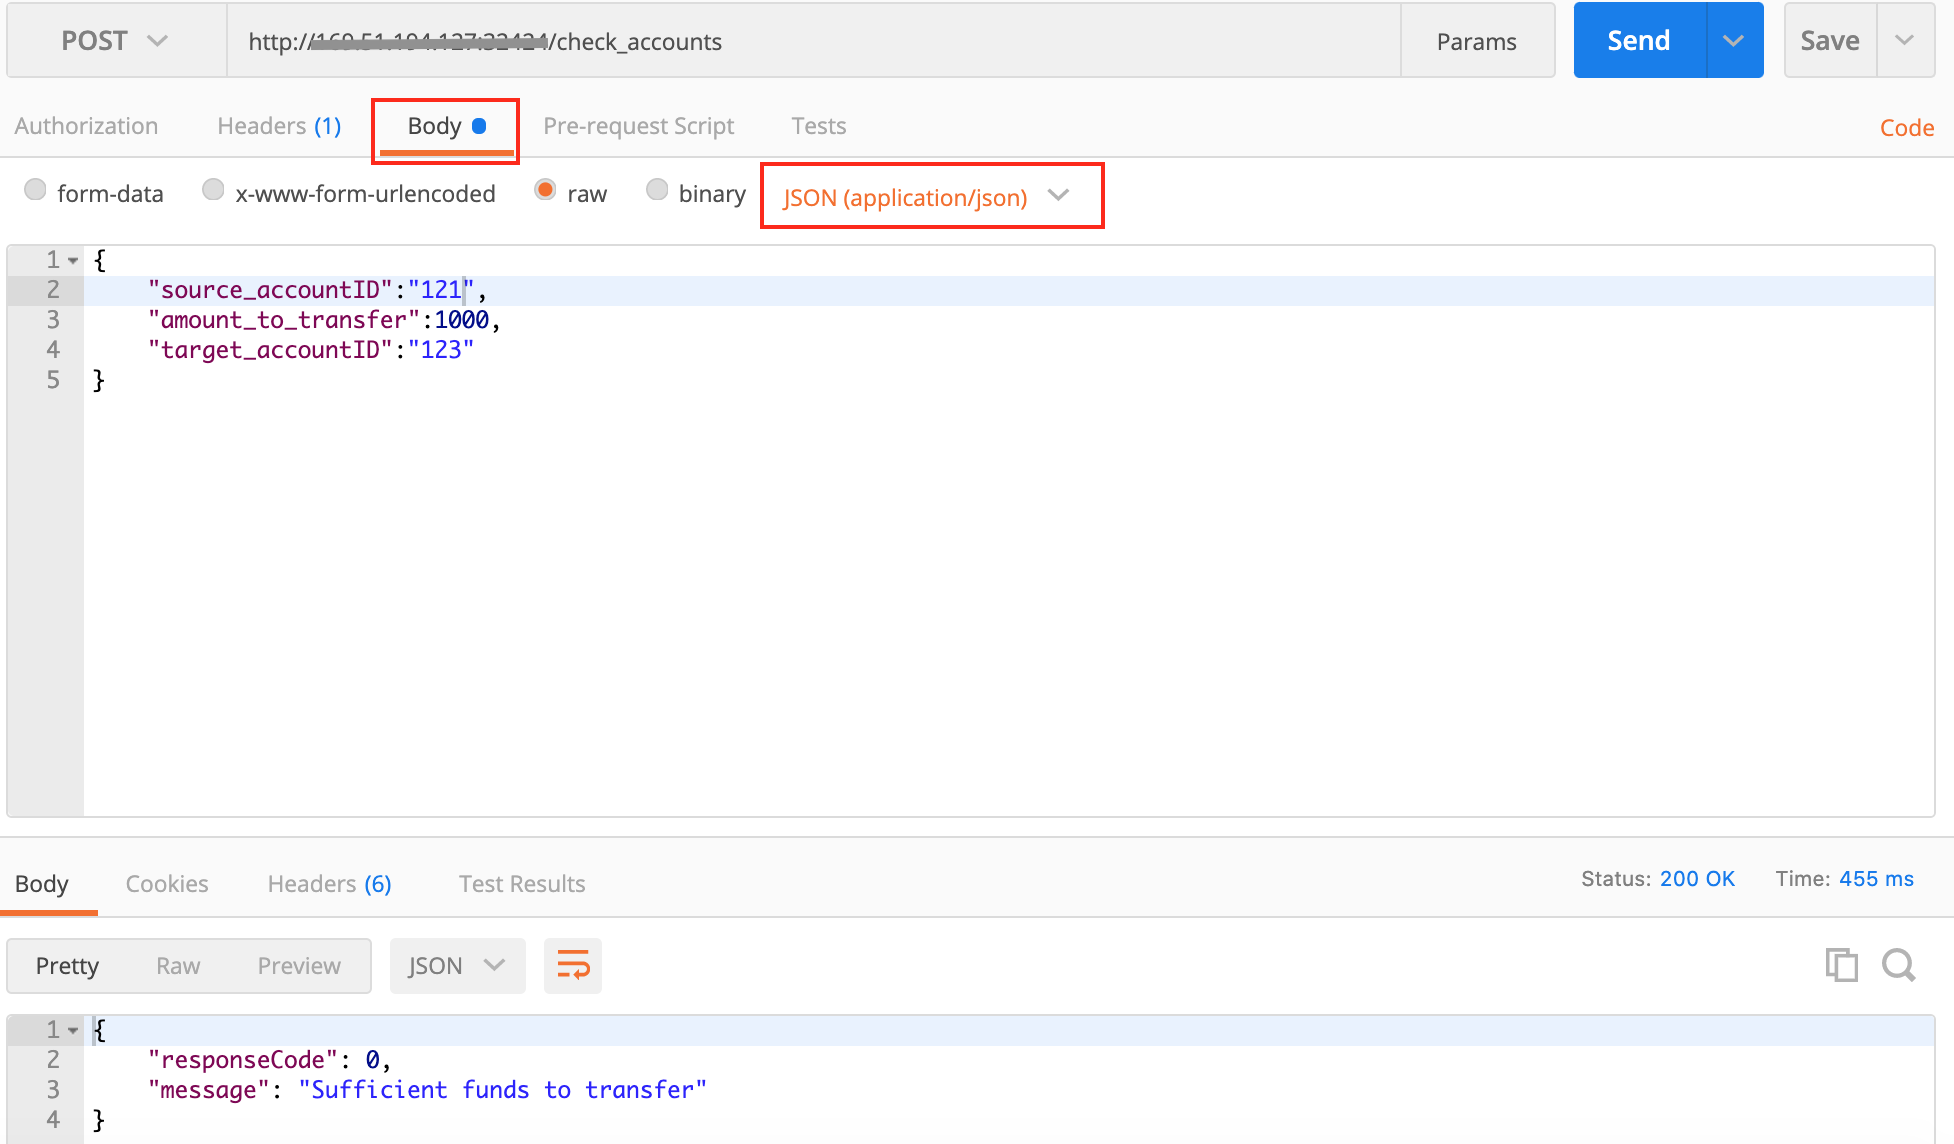 POST http:///check_accounts Params Send Save
Authorization Headers (1) Body Pre-request Script Tests Code
form-data x-www-form-urlencoded raw binary JSON (application/json)
1 {
2 "source_accountID":"121",
3 "amount_to_transfer":1000,
4 "target_accountID":"123"
5 }
Body Cookies Headers (6) Test Results Status: 200 OK Time: 455 ms
Pretty Raw Preview JSON
1 {
2 "responseCode": 0,
3 "message": "Sufficient funds to transfer"
4 }